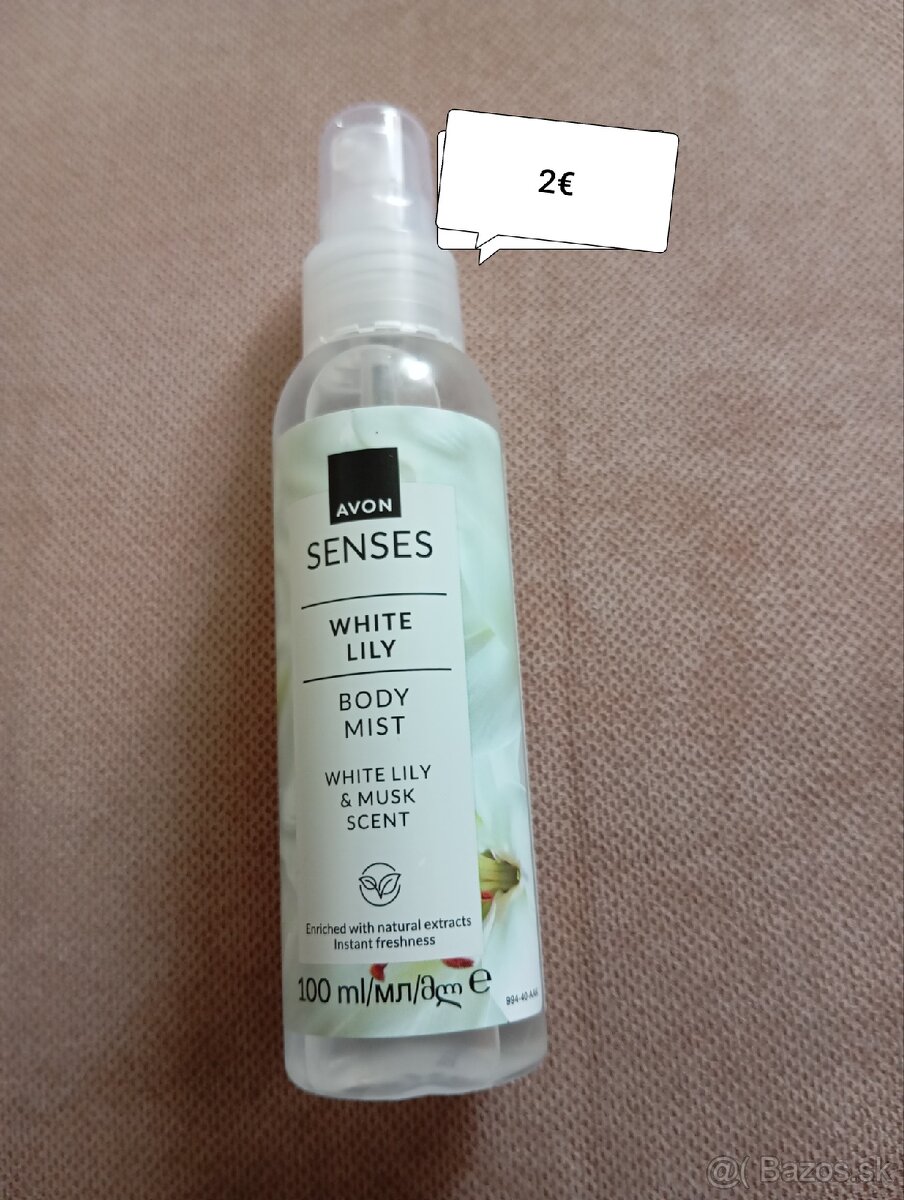 2€
AVON
SENSES
WHITE
LILY
BODY
MIST
WHITE LILY
& MUSK
SCENT
Enriched with natural extracts
Instant freshness
100 ml/мл/მლ e
@( Bazos.sk